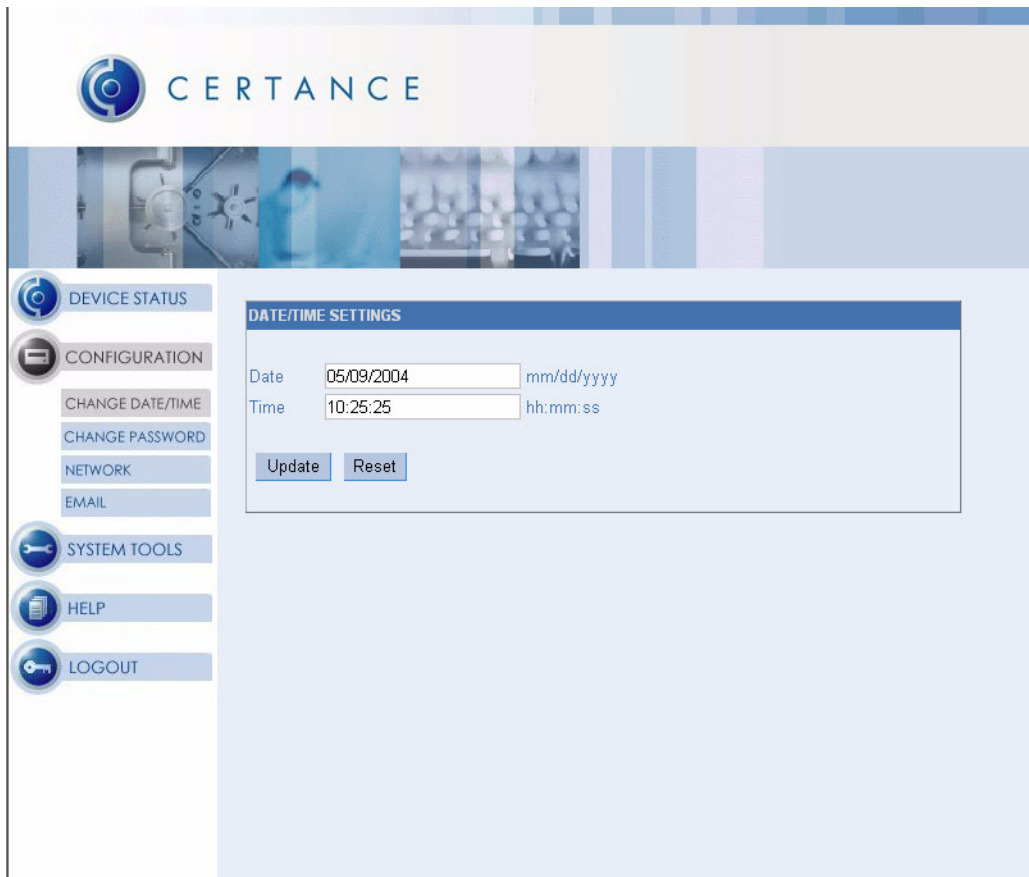 CERTANCE
DEVICE STATUS
CONFIGURATION
CHANGE DATE/TIME
CHANGE PASSWORD
NETWORK
EMAIL
SYSTEM TOOLS
HELP
LOGOUT
DATE/TIME SETTINGS
Date 05/09/2004 mm/dd/yyyy
Time 10:25:25 hh:mm:ss
Update Reset